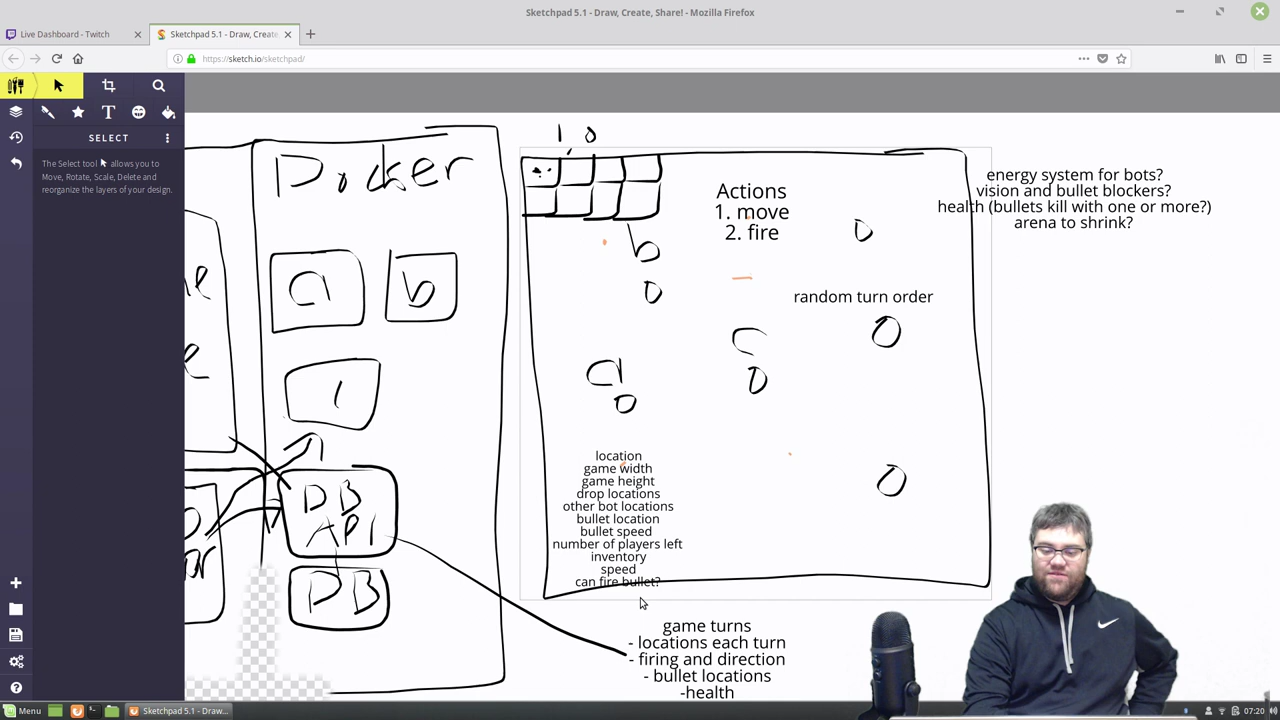 Sketchpad 5.1 - Draw, Create, Share! - Mozilla Firefox
Live Dashboard - Twitch
Sketchpad 5.1 - Draw, Create
https://sketch.io/sketchpad/
SELECT
The Select tool allows you to
Move, Rotate, Scale, Delete and
reorganize the layers of your design.
Docker
a
b
1
DB
API
DB
1 0
Actions
1. move
2. fire
random turn order
b
a
energy system for bots?
vision and bullet blockers?
health (bullets kill with one or more?)
arena to shrink?
location
game width
game height
drop locations
other bot locations
bullet location
bullet speed
number of players left
inventory
speed
can fire bullet?
game turns
- locations each turn
- firing and direction
- bullet locations
-health
Menu
Sketchpad 5.1 - Draw...
07:20